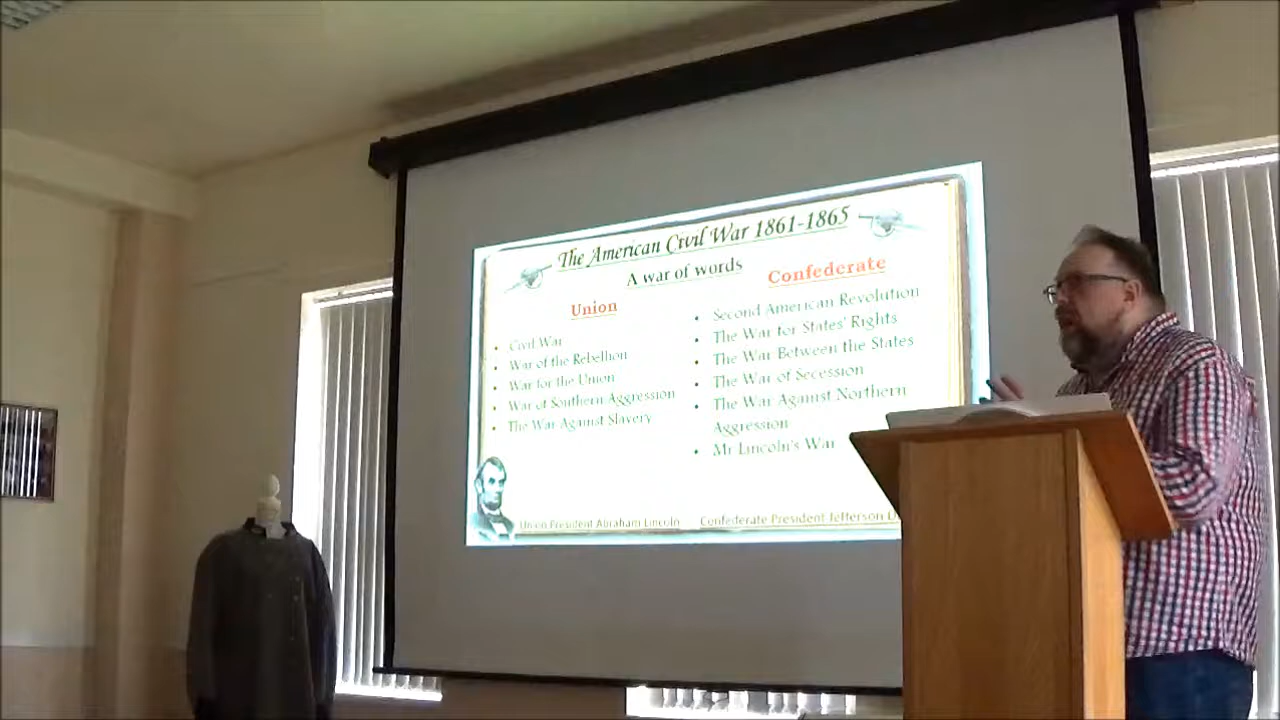 The American Civil War 1861-1865
A war of words
Union
Civil War
War of the Rebellion
War for the Union
War of Southern Aggression
The War Against Slavery
Confederate
Second American Revolution
The War for States' Rights
The War Between the States
The War of Secession
The War Against Northern
Aggression
Mr Lincoln's War
Union President Abraham Lincoln
Confederate President Jefferson D